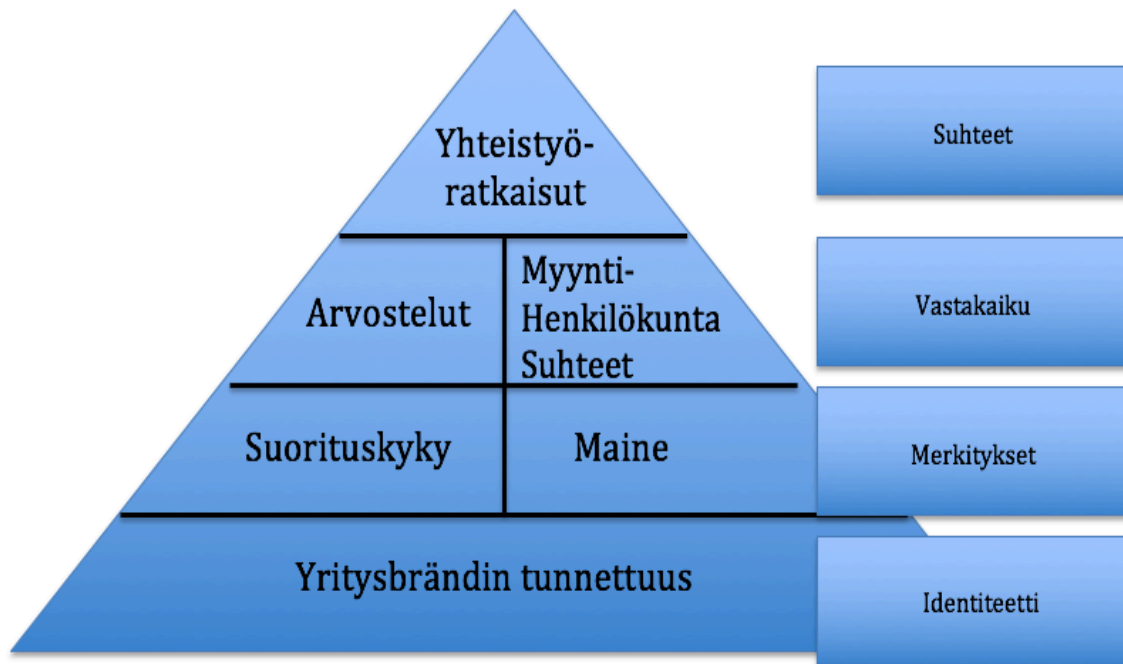 Yhteistyö-
ratkaisut
Suhteet
Arvostelut
Myynti-
Henkilökunta
Suhteet
Vastakaiku
Suorituskyky
Maine
Merkitykset
Yritysbrändin tunnettuus
Identiteetti